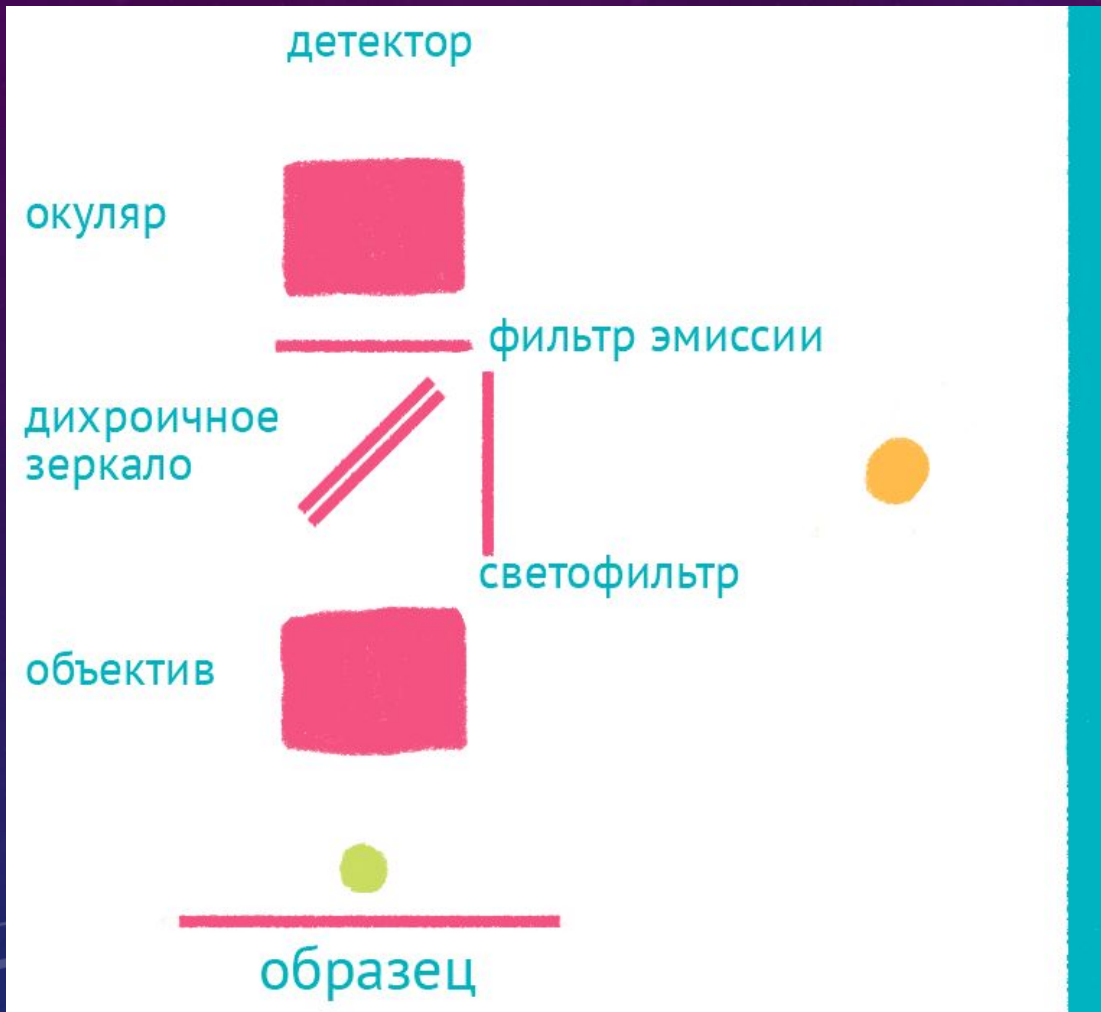 детектор
окуляр
фильтр эмиссии
дихроичное
зеркало
светофильтр
объектив
образец